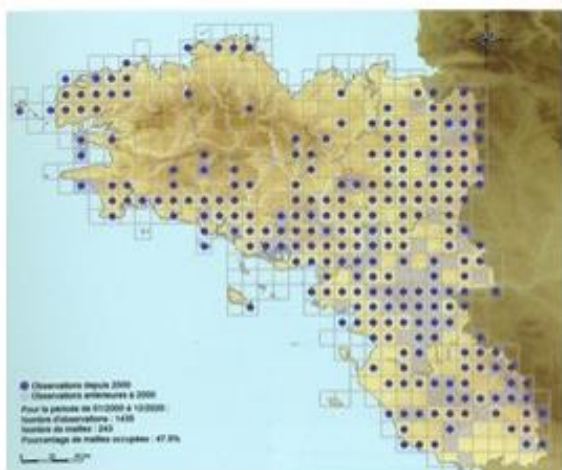 Observations depuis 2000
Observations antérieures à 2000
Pour la période de 01/2000 à 12/2020 :
Nombre d'observations : 1435
Nombre de mailles : 243
Pourcentage de mailles occupées : 47.5%